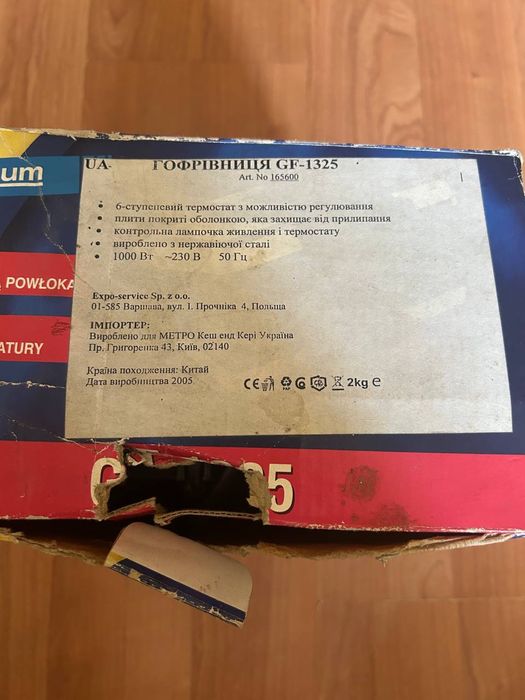 um
UA- ГОФРІВНИЦЯ GF-1325
Art. No 165600
• 6-ступеневий термостат з можливістю регулювання
• плити покриті оболонкою, яка захищає від прилипання
• контрольна лампочка живлення і термостату
• вироблено з нержавіючої сталі
• 1000 Вт ~230 В 50 Гц
POWŁOKA
Expo-service Sp. z o.o.
01-585 Варшава, вул. І. Прочніка 4, Польща
ІМПОРТЕР:
Вироблено для МЕТРО Кеш енд Кері Україна
Пр. Григоренка 43, Київ, 02140
ATURY
Країна походження: Китай
Дата виробництва 2005
CE PAP 2kg e
G 5